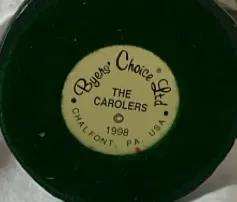 Byers' Choice Ltd.
THE
CAROLERS
©
1998
CHALFONT, PA. USA